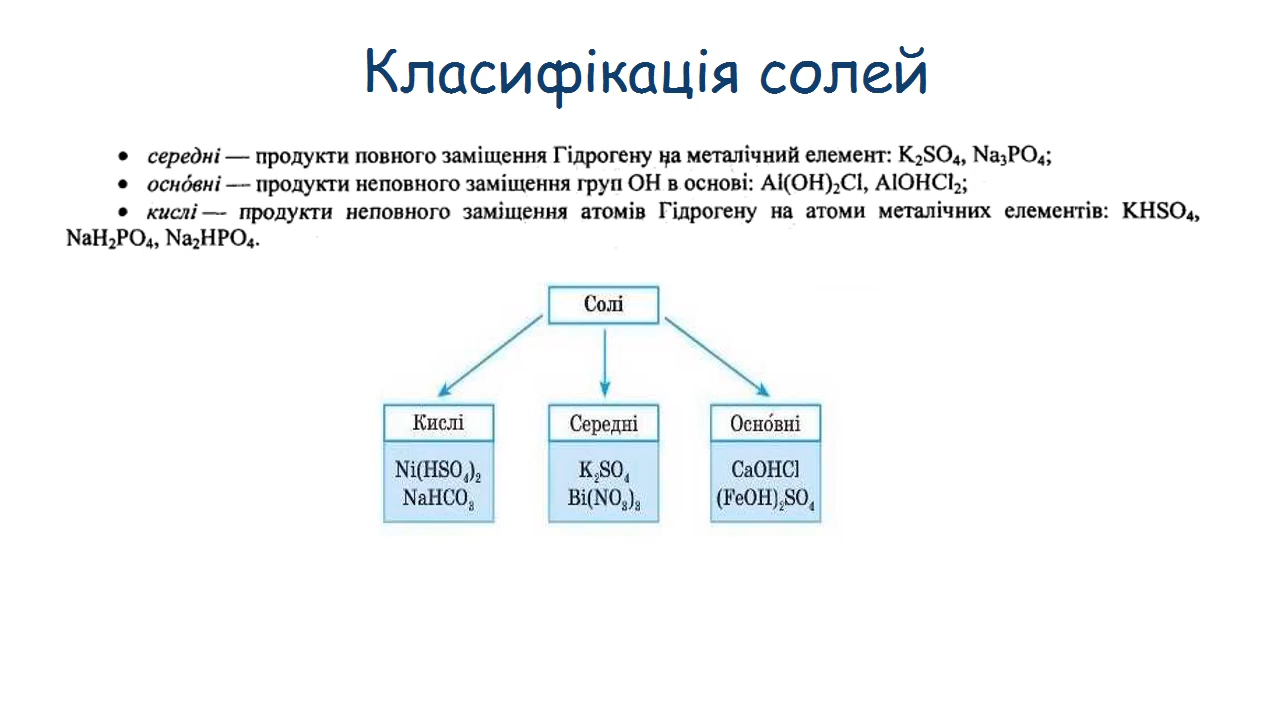 Класифікація солей
• середні — продукти повного заміщення Гідрогену на металічний елемент: K₂SO₄, Na₃PO₄;
• осно́вні — продукти неповного заміщення груп OH в основі: Al(OH)₂Cl, AlOHCl₂;
• кислі — продукти неповного заміщення атомів Гідрогену на атоми металічних елементів: KHSO₄,
NaH₂PO₄, Na₂HPO₄.
Солі
Кислі
Ni(HSO₄)₂
NaHCO₃
Середні
K₂SO₄
Bi(NO₃)₃
Осно́вні
CaOHCl
(FeOH)₂SO₄